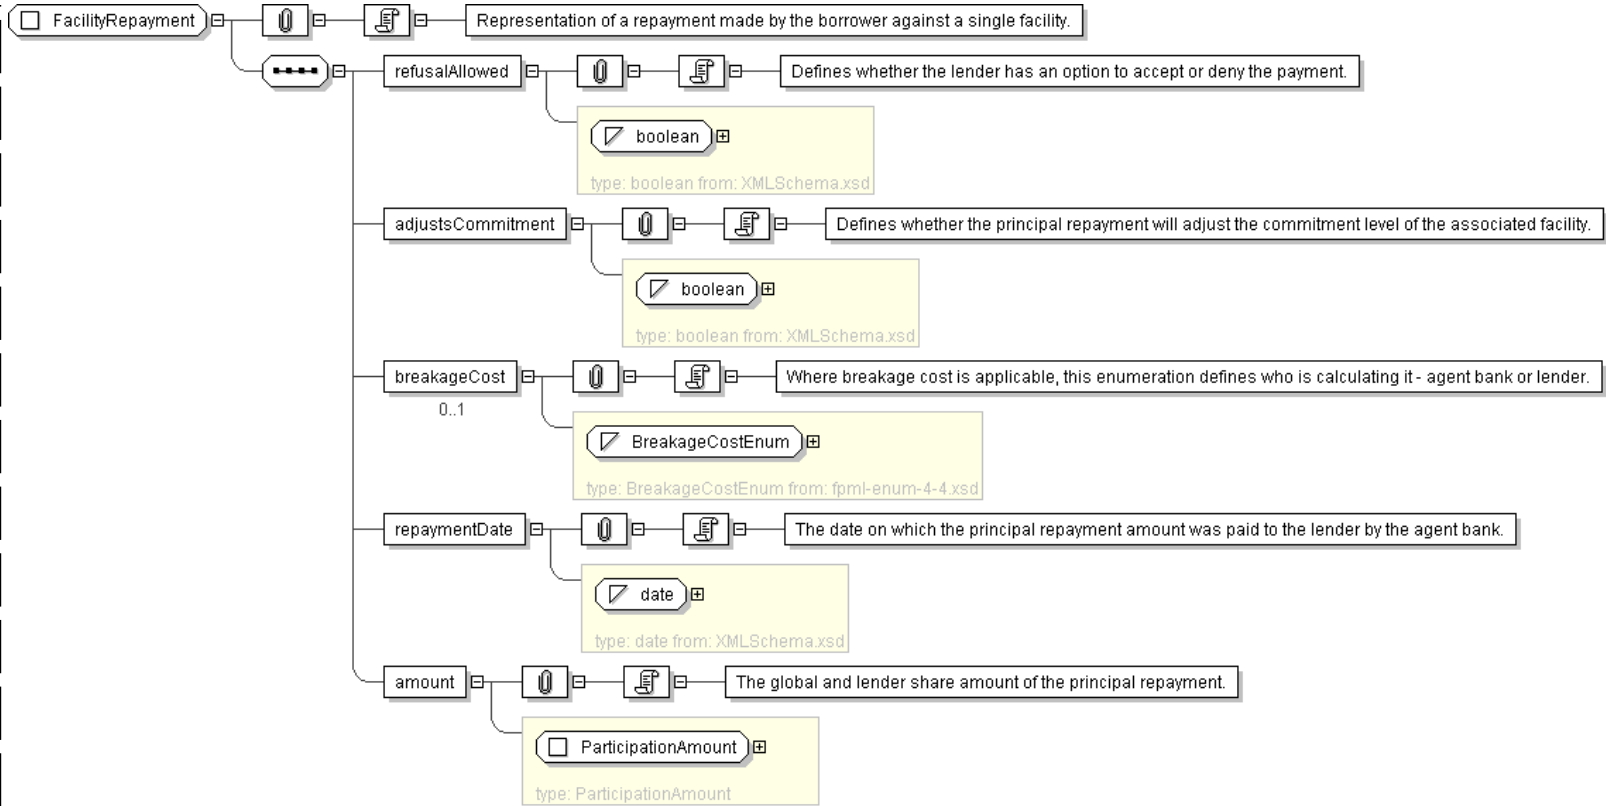 FacilityRepayment
Representation of a repayment made by the borrower against a single facility.
refusalAllowed
Defines whether the lender has an option to accept or deny the payment.
boolean
type: boolean from: XMLSchema.xsd
adjustsCommitment
Defines whether the principal repayment will adjust the commitment level of the associated facility.
boolean
type: boolean from: XMLSchema.xsd
breakageCost
Where breakage cost is applicable, this enumeration defines who is calculating it - agent bank or lender.
0..1
BreakageCostEnum
type: BreakageCostEnum from: fpml-enum-4-4.xsd
repaymentDate
The date on which the principal repayment amount was paid to the lender by the agent bank.
date
type: date from: XMLSchema.xsd
amount
The global and lender share amount of the principal repayment.
ParticipationAmount
type: ParticipationAmount